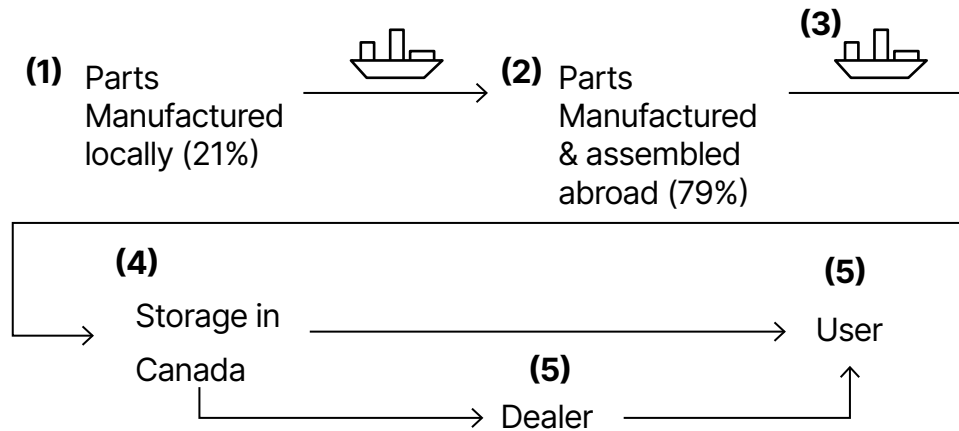 (1) Parts
Manufactured
locally (21%)
(2) Parts
Manufactured
& assembled
abroad (79%)
(3)
(4)
Storage in
Canada
(5)
Dealer
(5)
User